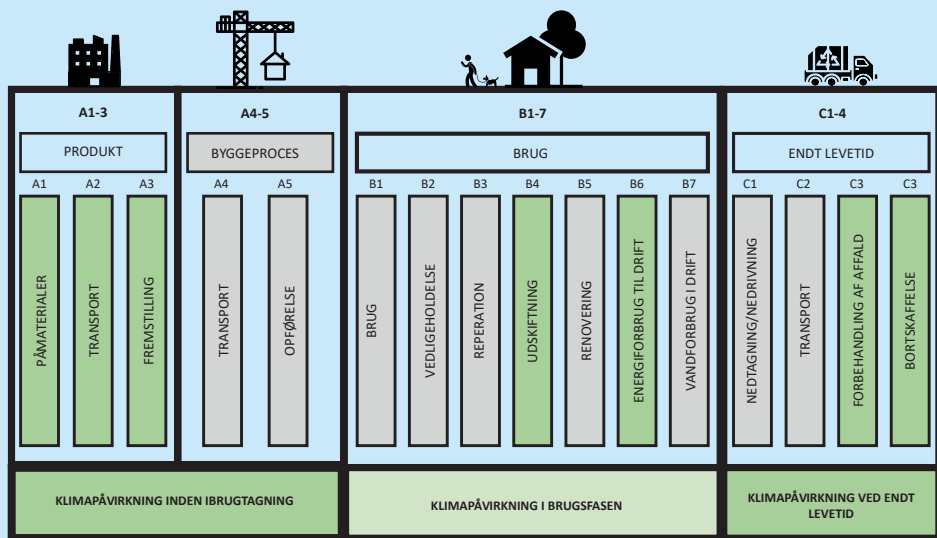 A1-3
A4-5
B1-7
C1-4
PRODUKT
BYGGEPROCES
BRUG
ENDT LEVETID
A1
A2
A3
A4
A5
B1
B2
B3
B4
B5
B6
B7
C1
C2
C3
C3
PÅMATERIALER
TRANSPORT
FREMSTILLING
TRANSPORT
OPFØRELSE
BRUG
VEDLIGEHOLDELSE
REPERATION
UDSKIFTNING
RENOVERING
ENERGIFORBRUG TIL DRIFT
VANDFORBRUG I DRIFT
NEDTAGNING/NEDRIVNING
TRANSPORT
FORBEHANDLING AF AFFALD
BORTSKAFFELSE
KLIMAPÅVIRKNING INDEN IBRUGTAGNING
KLIMAPÅVIRKNING I BRUGSFASEN
KLIMAPÅVIRKNING VED ENDT
LEVETID